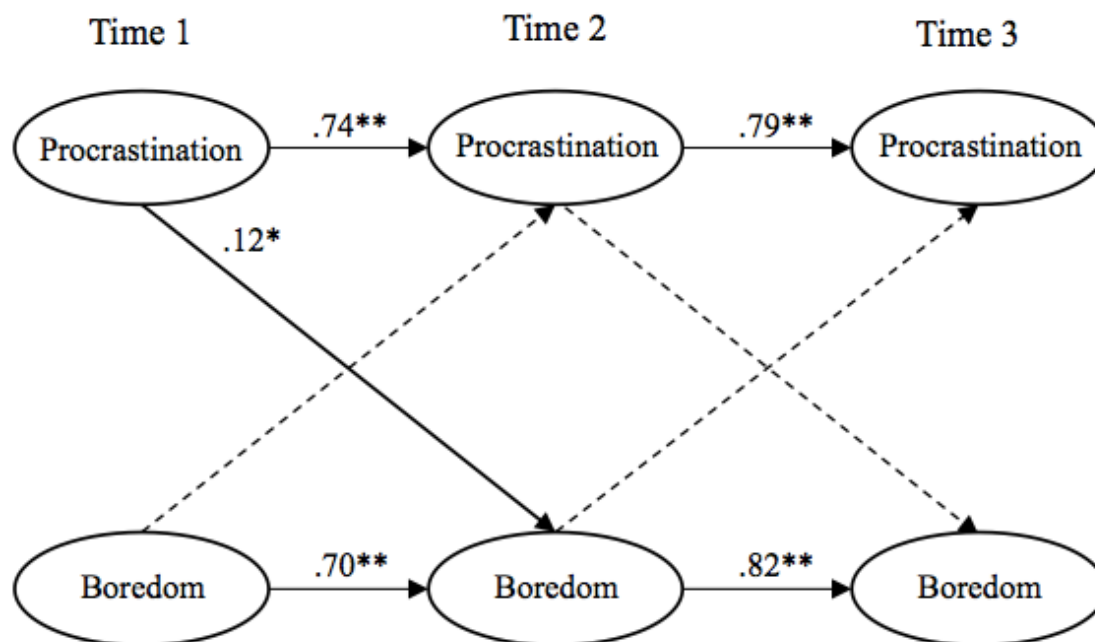 Time 1
Time 2
Time 3
Procrastination
.74**
Procrastination
.79**
Procrastination
.12*
Boredom
.70**
Boredom
.82**
Boredom